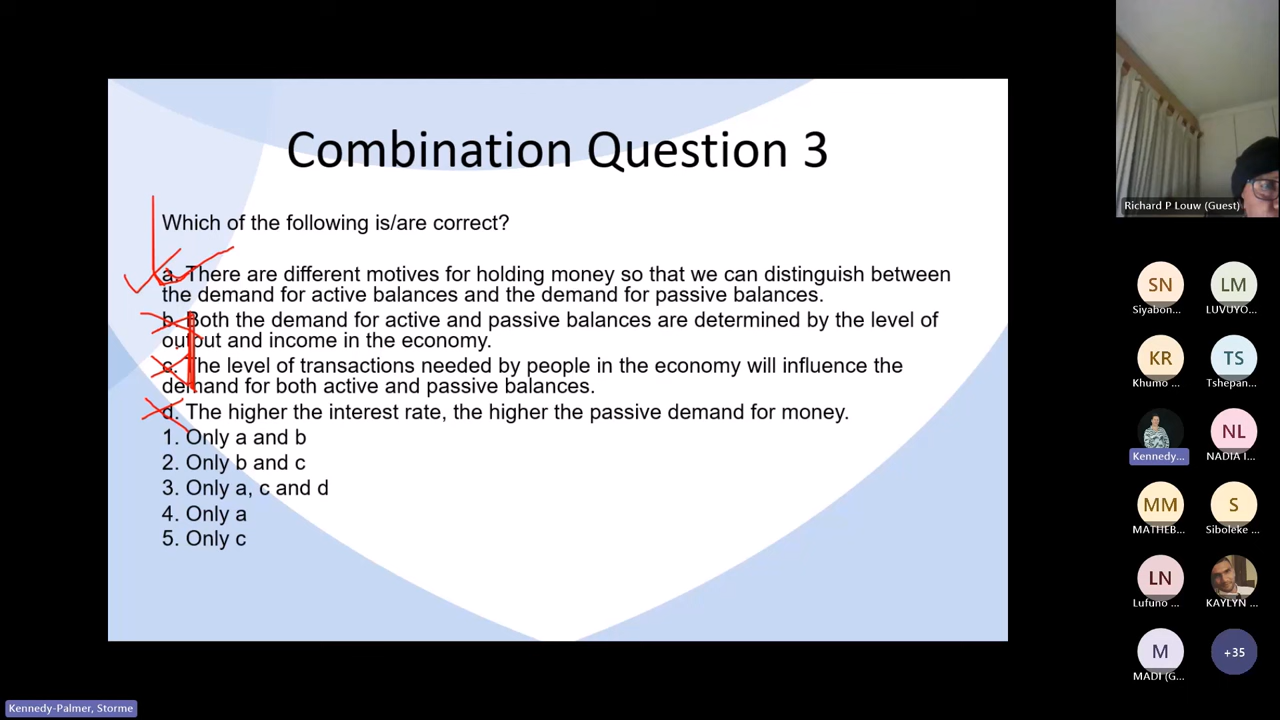 Combination Question 3
Which of the following is/are correct?
a. There are different motives for holding money so that we can distinguish between
the demand for active balances and the demand for passive balances.
b. Both the demand for active and passive balances are determined by the level of
output and income in the economy.
c. The level of transactions needed by people in the economy will influence the
demand for both active and passive balances.
d. The higher the interest rate, the higher the passive demand for money.
1. Only a and b
2. Only b and c
3. Only a, c and d
4. Only a
5. Only c
Richard P Louw (Guest)
SN
LM
Siyabon...
LUVUYO...
KR
TS
Khumo ...
Tshepan...
NL
Kennedy...
NADIA I...
MM
S
MATHEB...
Siboleke ...
LN
Lufuno ...
KAYLYN ...
M
+35
MADI (G...
Kennedy-Palmer, Storme